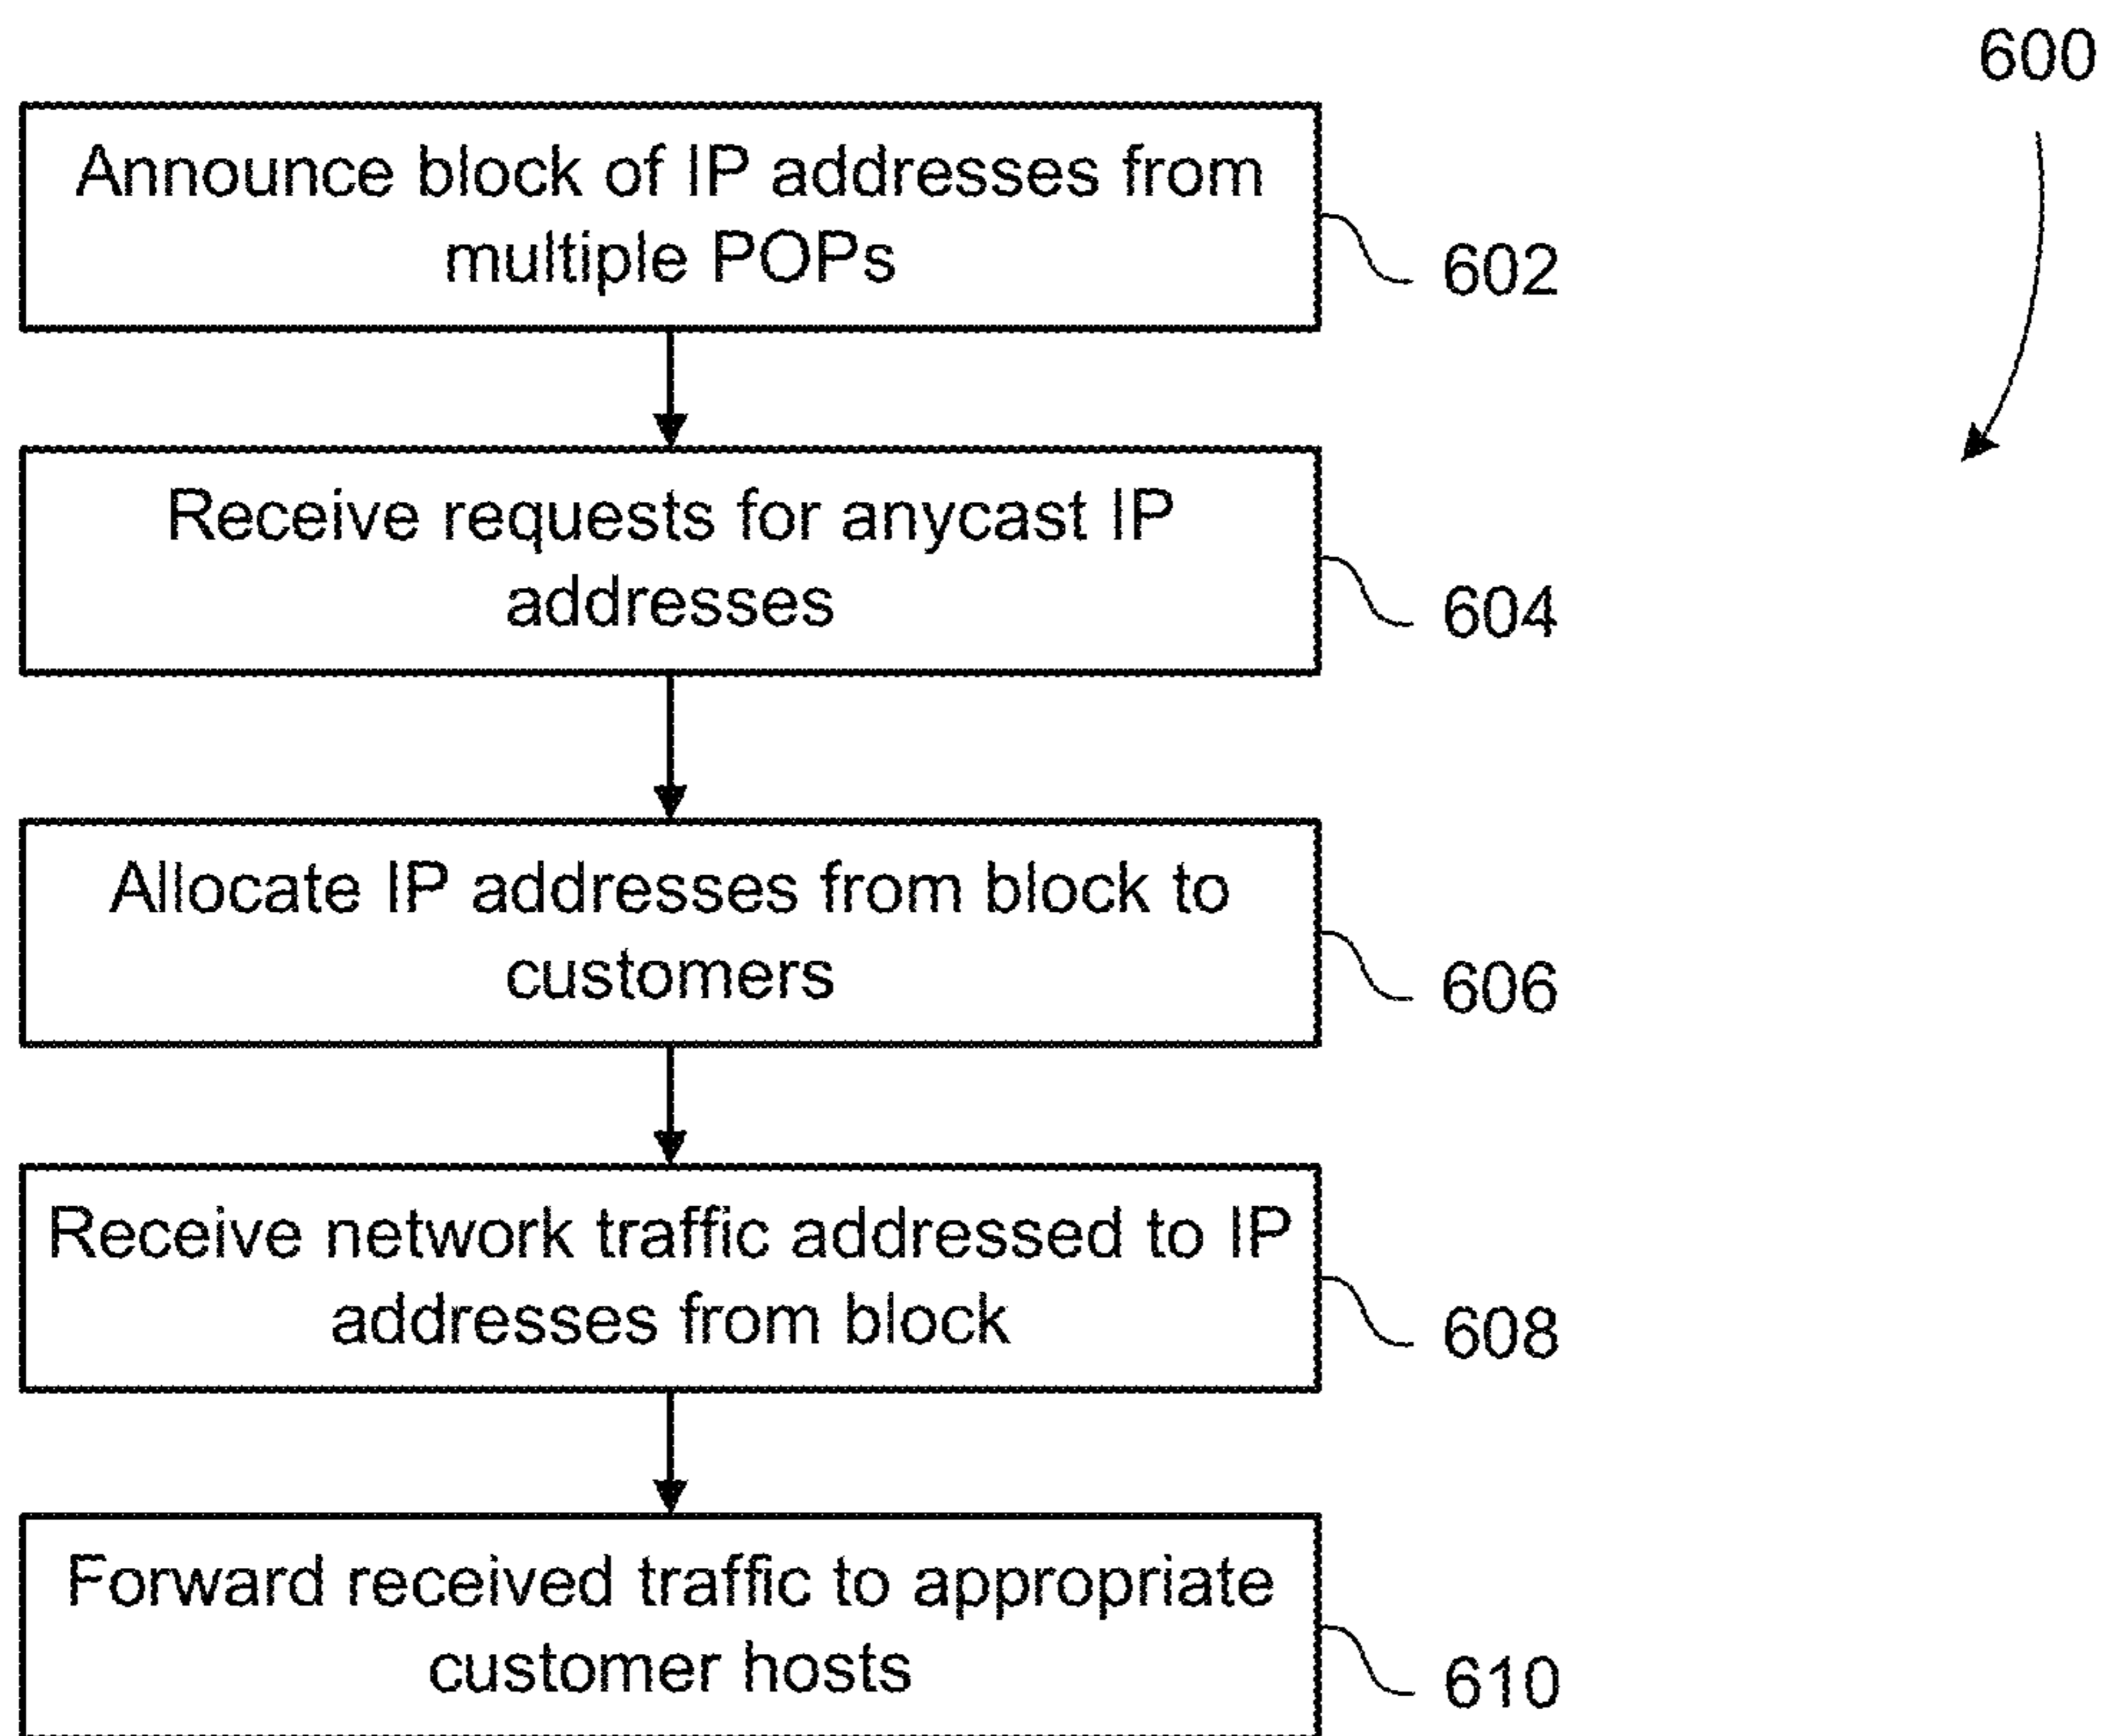 600
Announce block of IP addresses from
multiple POPs
602
Receive requests for anycast IP
addresses
604
Allocate IP addresses from block to
customers
606
Receive network traffic addressed to IP
addresses from block
608
Forward received traffic to appropriate
customer hosts
610